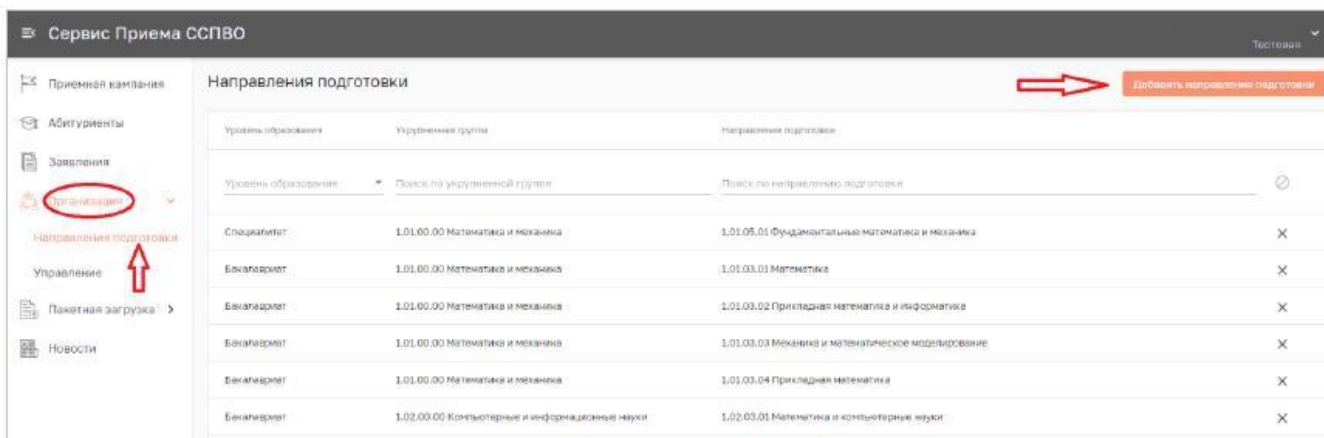 Сервис Приема ССПВО
Тестовая
Приемная кампания
Абитуриенты
Заявления
Организация
Направления подготовки
Управление
Пакетная загрузка
Новости
Направления подготовки
Добавить направления подготовки
Уровень образования Укрупненная группа Направления подготовки
Уровень образования Поиск по укрупненной группе Поиск по направлению подготовки
Специалитет 1.01.00.00 Математика и механика 1.01.05.01 Фундаментальные математика и механика
Бакалавриат 1.01.00.00 Математика и механика 1.01.03.01 Математика
Бакалавриат 1.01.00.00 Математика и механика 1.01.03.02 Прикладная математика и информатика
Бакалавриат 1.01.00.00 Математика и механика 1.01.03.03 Механика и математическое моделирование
Бакалавриат 1.01.00.00 Математика и механика 1.01.03.04 Прикладная математика
Бакалавриат 1.02.00.00 Компьютерные и информационные науки 1.02.03.01 Математика и компьютерные науки